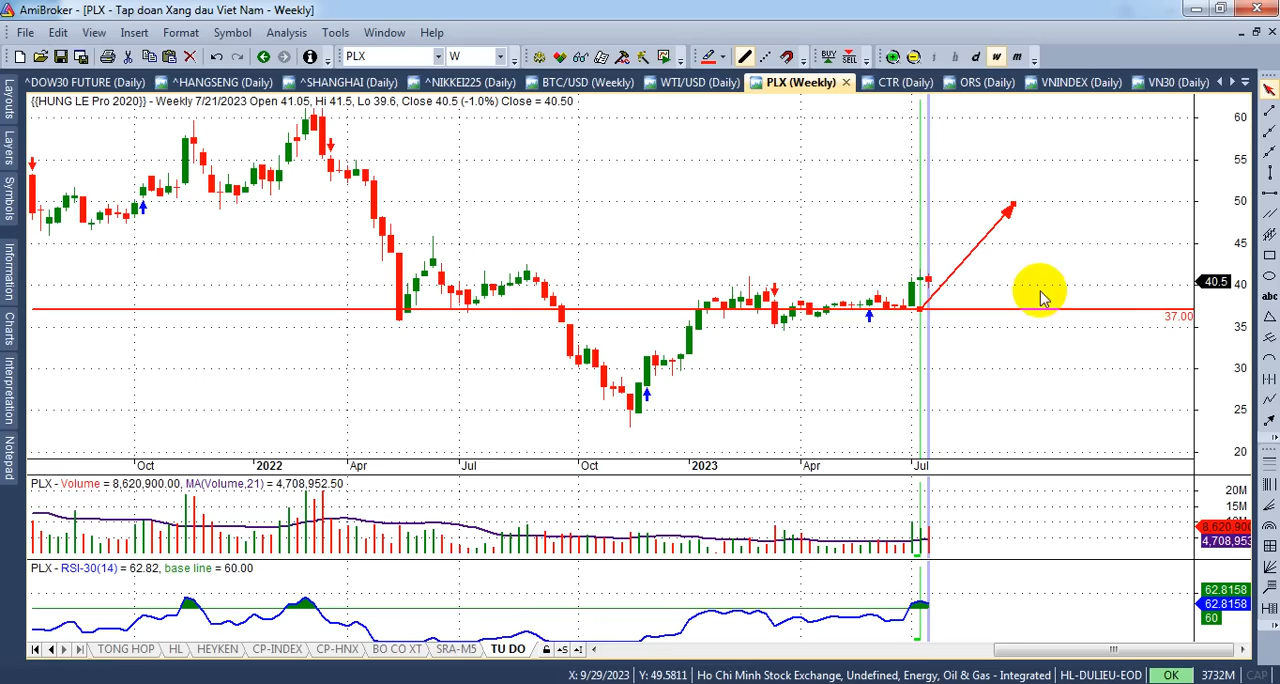 AmiBroker - [PLX - Tap doan Xang dau Viet Nam - Weekly]
File Edit View Insert Format Symbol Analysis Tools Window Help
PLX W BUY SELL i h d w m
^DOW30 FUTURE (Daily) ^HANGSENG (Daily) ^SHANGHAI (Daily) ^NIKKEI225 (Daily) BTC/USD (Weekly) WTI/USD (Daily) PLX (Weekly) CTR (Daily) ORS (Daily) VNINDEX (Daily) VN30 (Daily)
Layouts
Layers
Symbols
Information
Charts
Interpretation
Notepad
{{HUNG LE Pro 2020}} - Weekly 7/21/2023 Open 41.05, Hi 41.5, Lo 39.6, Close 40.5 (-1.0%) Close = 40.50
60
55
50
45
40.5
40
37.00
35
30
25
20
Oct 2022 Apr Jul Oct 2023 Apr Jul
PLX - Volume = 8,620,900.00, MA(Volume,21) = 4,708,952.50
20M
15M
8,620,900
4,708,953
PLX - RSI-30(14) = 62.82, base line = 60.00
62.8158
62.8158
60
abc
TONG HOP HL HEYKEN CP-INDEX CP-HNX BO CO XT SRA-M5 TU DO
X: 9/29/2023 Y: 49.5811 Ho Chi Minh Stock Exchange, Undefined, Energy, Oil & Gas - Integrated HL-DULIEU-EOD OK 3732M CAP